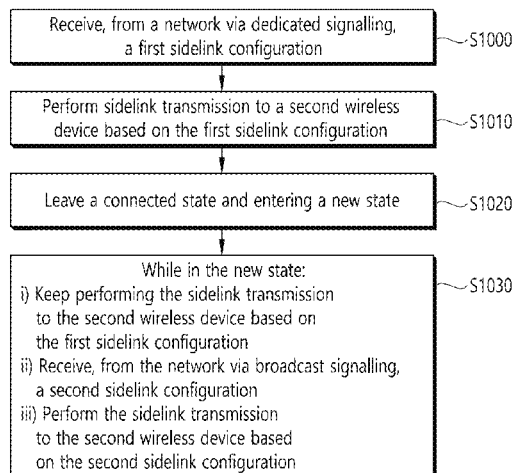 Receive, from a network via dedicated signalling,
a first sidelink configuration
S1000
Perform sidelink transmission to a second wireless
device based on the first sidelink configuration
S1010
Leave a connected state and entering a new state
S1020
While in the new state:
i) Keep performing the sidelink transmission
to the second wireless device based on
the first sidelink configuration
ii) Receive, from the network via broadcast signalling,
a second sidelink configuration
iii) Perform the sidelink transmission
to the second wireless device based
on the second sidelink configuration
S1030